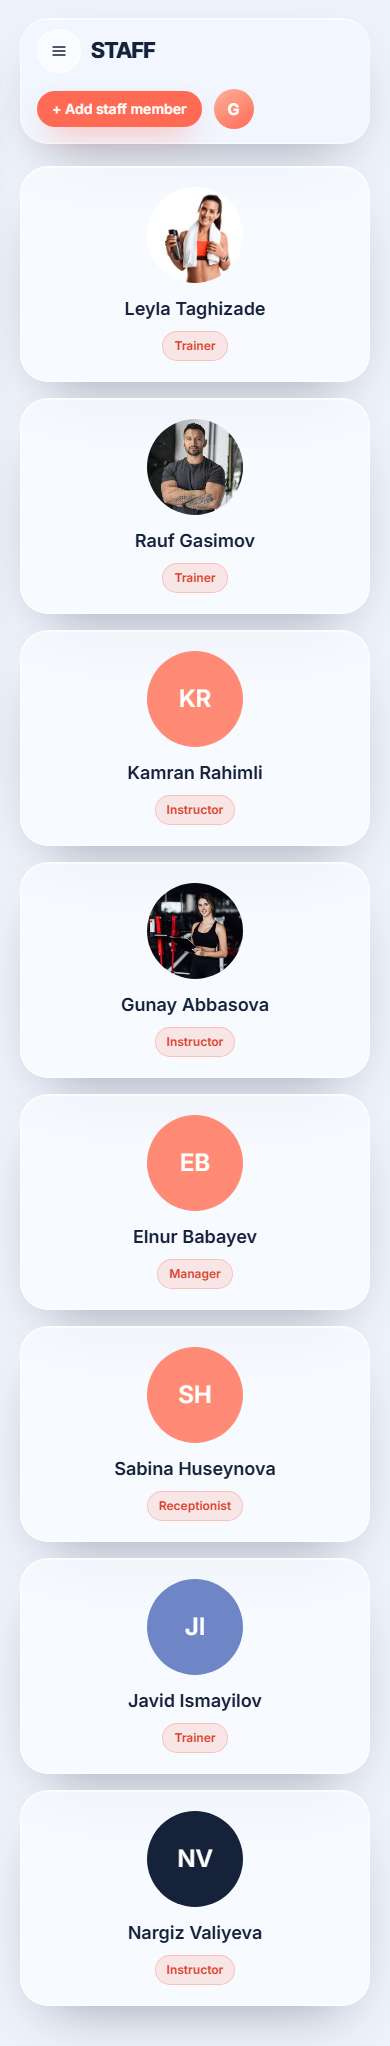 STAFF
+ Add staff member
G
Leyla Taghizade
Trainer
Rauf Gasimov
Trainer
KR
Kamran Rahimli
Instructor
Gunay Abbasova
Instructor
EB
Elnur Babayev
Manager
SH
Sabina Huseynova
Receptionist
JI
Javid Ismayilov
Trainer
NV
Nargiz Valiyeva
Instructor